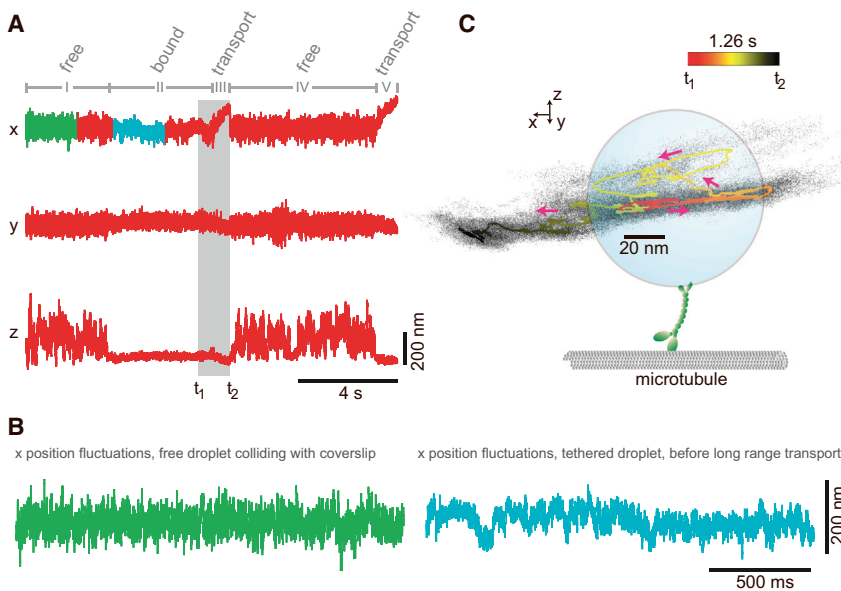 A
free
bound
transport
free
transport
I
II
III
IV
V
x
y
z
200 nm
t1
t2
4 s
C
1.26 s
t1
t2
z
x
y
20 nm
microtubule
B
x position fluctuations, free droplet colliding with coverslip
x position fluctuations, tethered droplet, before long range transport
200 nm
500 ms